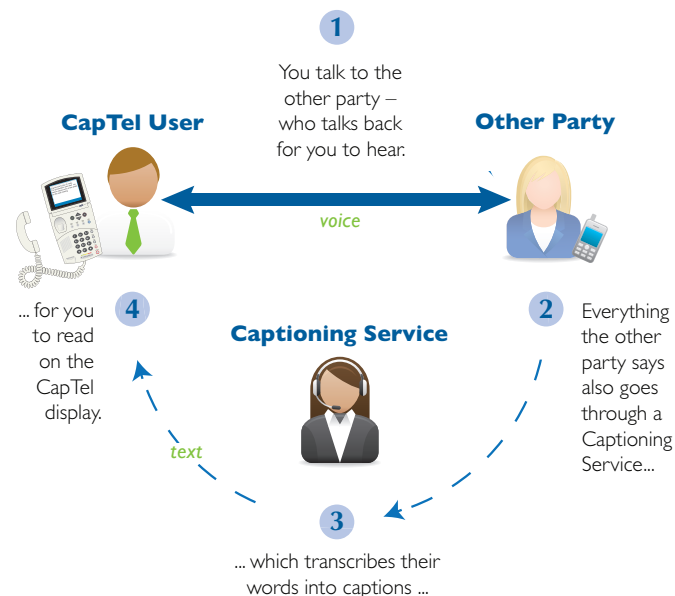 1
You talk to the
other party –
who talks back
for you to hear.
CapTel User
Other Party
voice
2
Everything
the other
party says
also goes
through a
Captioning
Service...
Captioning Service
3
... which transcribes their
words into captions ...
text
4
... for you
to read
on the
CapTel
display.